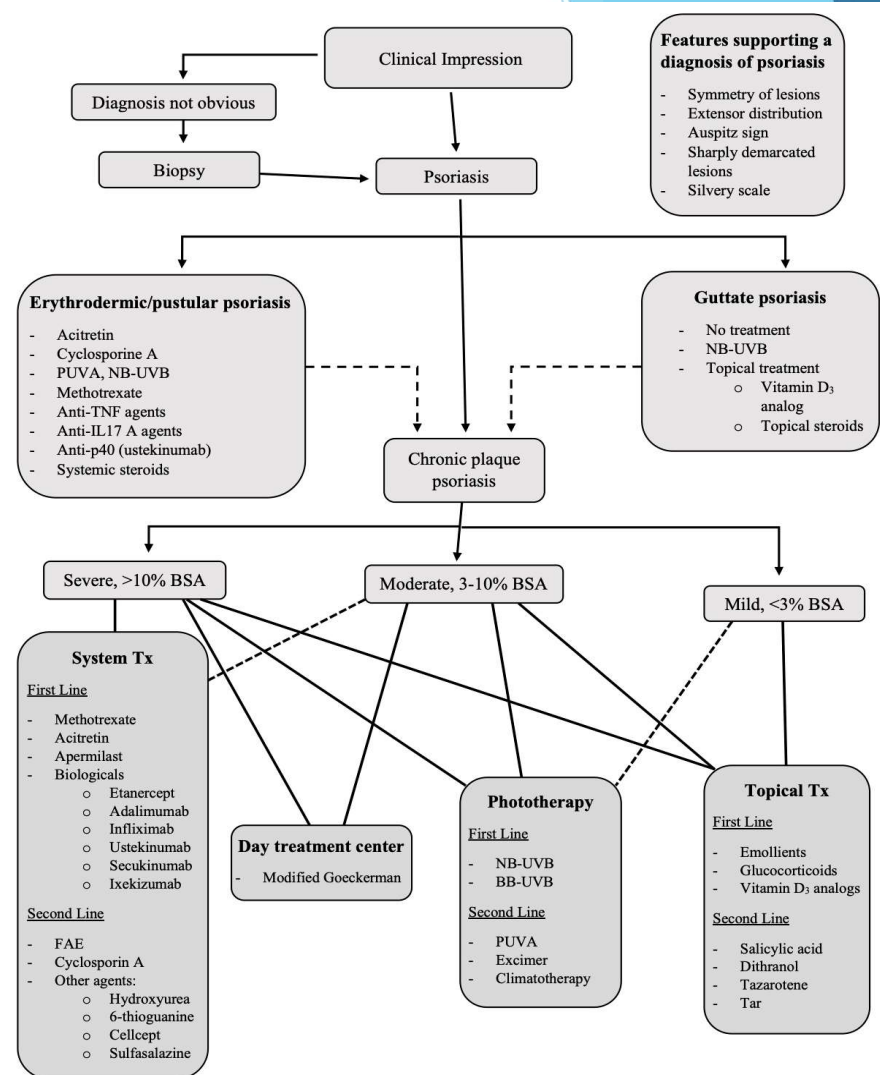 Clinical Impression
Features supporting a
diagnosis of psoriasis
- Symmetry of lesions
- Extensor distribution
- Auspitz sign
- Sharply demarcated
lesions
- Silvery scale
Diagnosis not obvious
Biopsy
Psoriasis
Erythrodermic/pustular psoriasis
- Acitretin
- Cyclosporine A
- PUVA, NB-UVB
- Methotrexate
- Anti-TNF agents
- Anti-IL17 A agents
- Anti-p40 (ustekinumab)
- Systemic steroids
Guttate psoriasis
- No treatment
- NB-UVB
- Topical treatment
o Vitamin D₃
analog
o Topical steroids
Chronic plaque
psoriasis
Severe, >10% BSA
Moderate, 3-10% BSA
Mild, <3% BSA
System Tx
First Line
- Methotrexate
- Acitretin
- Apermilast
- Biologicals
o Etanercept
o Adalimumab
o Infliximab
o Ustekinumab
o Secukinumab
o Ixekizumab
Second Line
- FAE
- Cyclosporin A
- Other agents:
o Hydroxyurea
o 6-thioguanine
o Cellcept
o Sulfasalazine
Day treatment center
- Modified Goeckerman
Phototherapy
First Line
- NB-UVB
- BB-UVB
Second Line
- PUVA
- Excimer
- Climatotherapy
Topical Tx
First Line
- Emollients
- Glucocorticoids
- Vitamin D₃ analogs
Second Line
- Salicylic acid
- Dithranol
- Tazarotene
- Tar